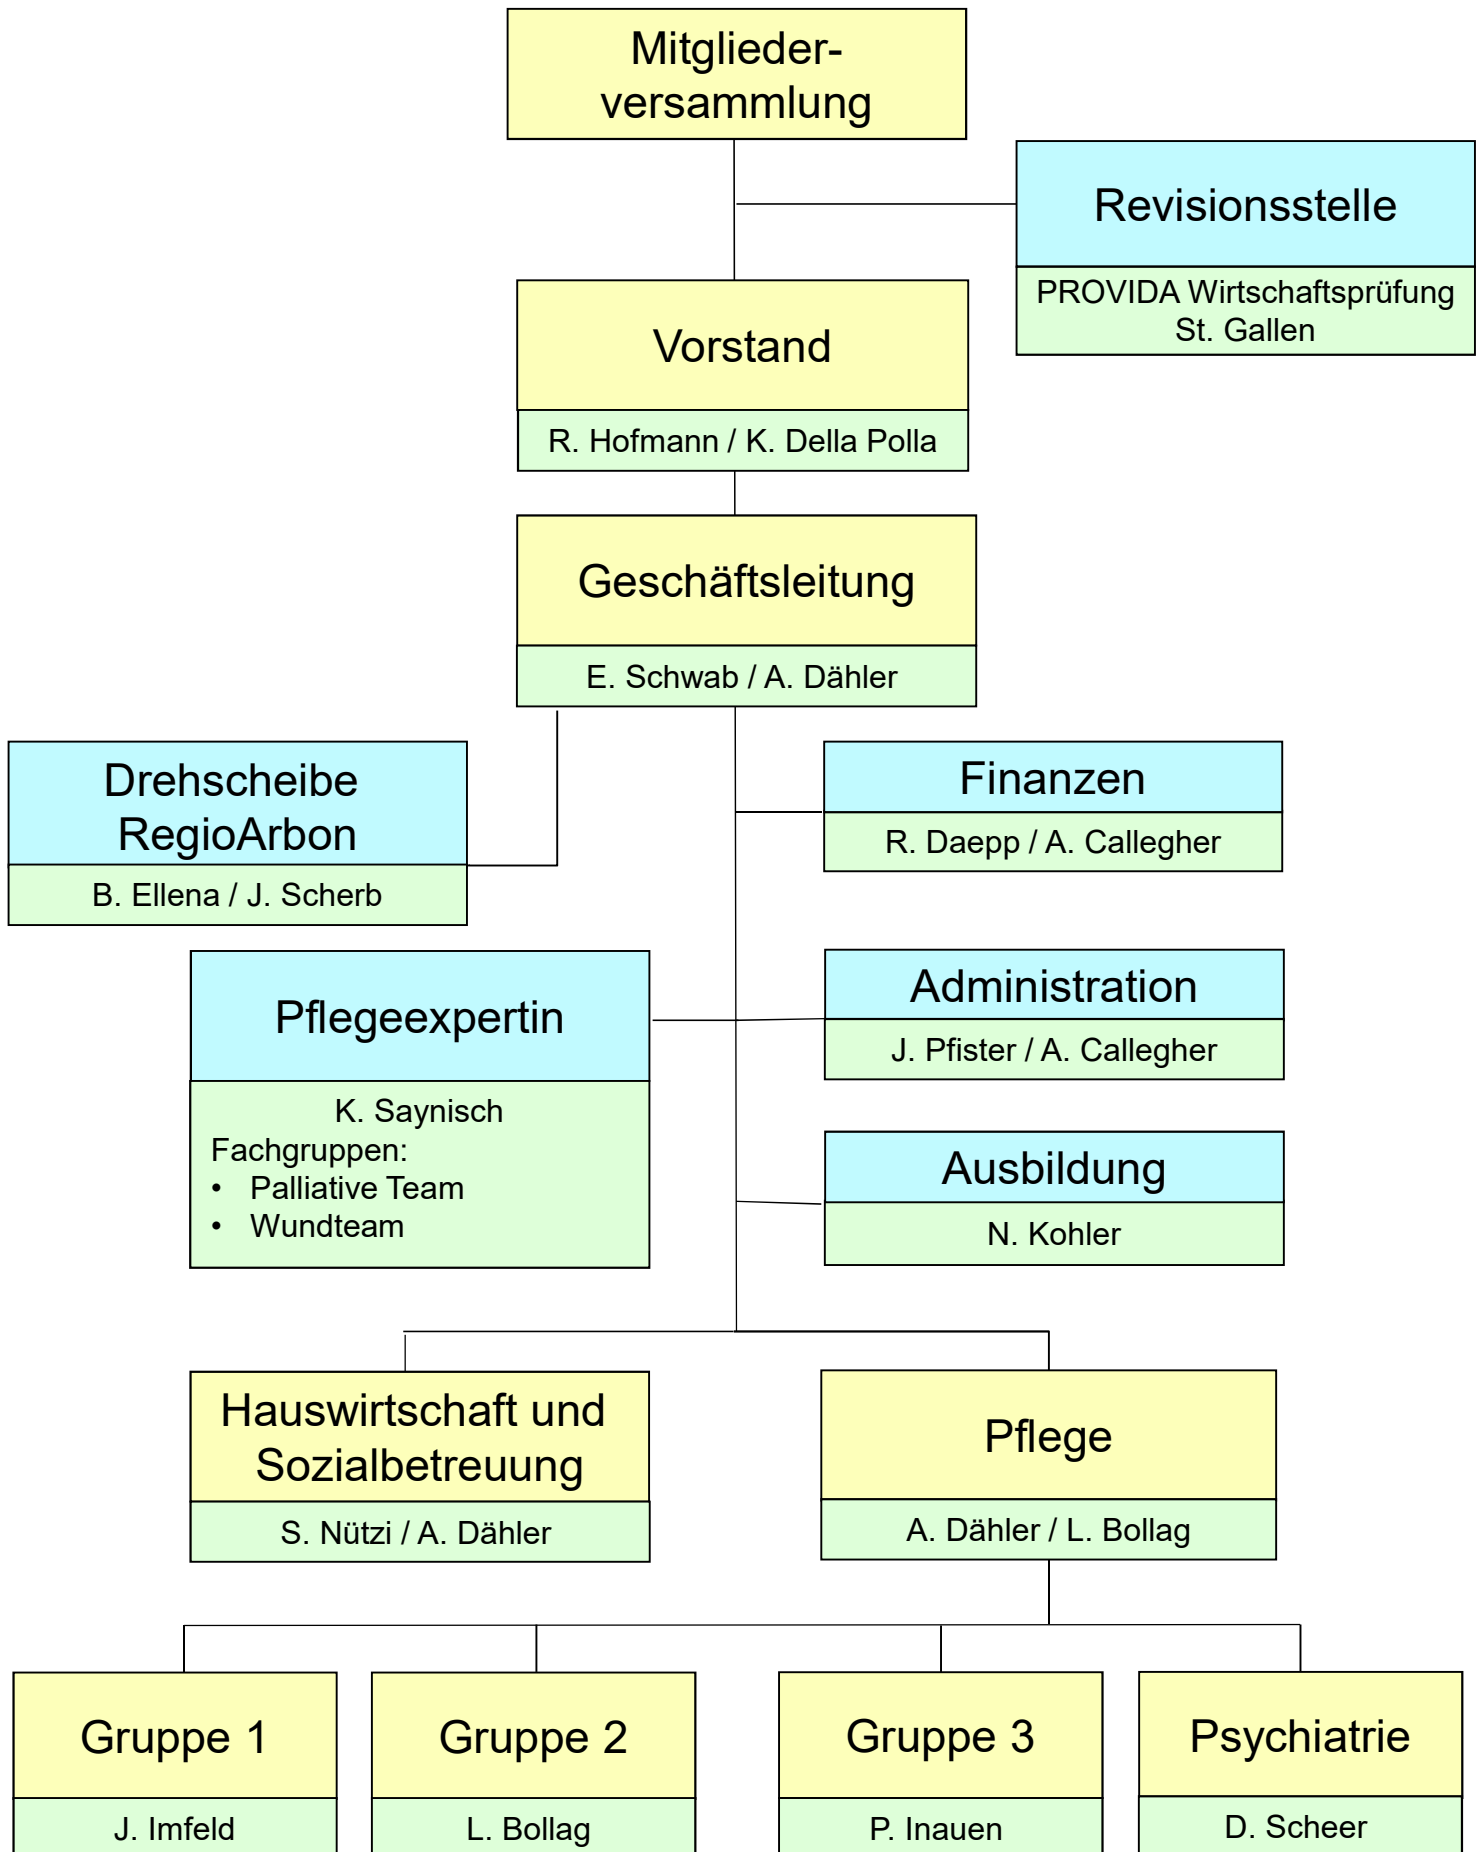 Mitglieder-
versammlung
Revisionsstelle
PROVIDA Wirtschaftsprüfung
St. Gallen
Vorstand
R. Hofmann / K. Della Polla
Geschäftsleitung
E. Schwab / A. Dähler
Drehscheibe
RegioArbon
B. Ellena / J. Scherb
Finanzen
R. Daepp / A. Callegher
Pflegeexpertin
K. Saynisch
Fachgruppen:
• Palliative Team
• Wundteam
Administration
J. Pfister / A. Callegher
Ausbildung
N. Kohler
Hauswirtschaft und
Sozialbetreuung
S. Nützi / A. Dähler
Pflege
A. Dähler / L. Bollag
Gruppe 1
J. Imfeld
Gruppe 2
L. Bollag
Gruppe 3
P. Inauen
Psychiatrie
D. Scheer